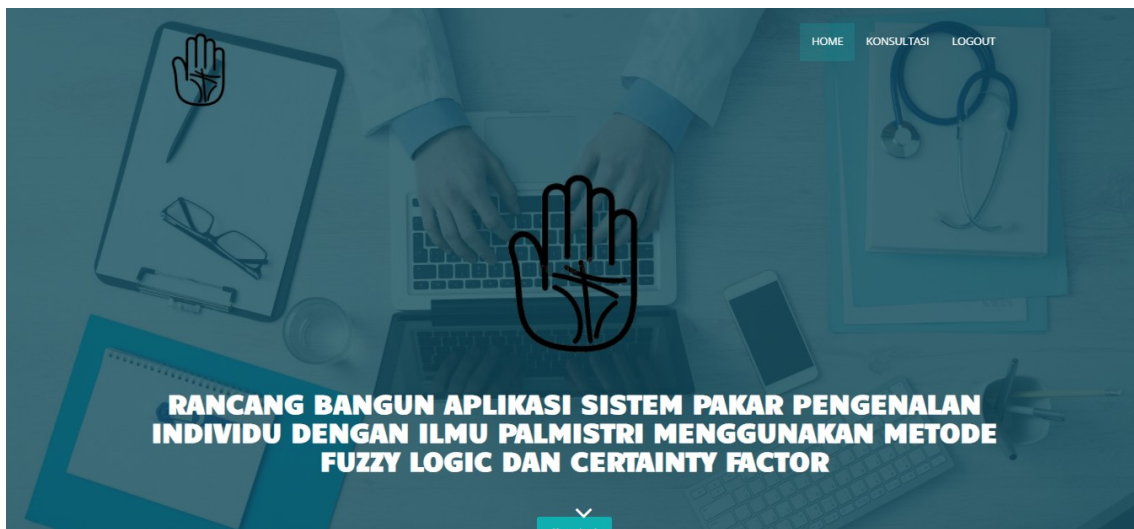 HOME KONSULTASI LOGOUT
RANCANG BANGUN APLIKASI SISTEM PAKAR PENGENALAN
INDIVIDU DENGAN ILMU PALMISTRI MENGGUNAKAN METODE
FUZZY LOGIC DAN CERTAINTY FACTOR